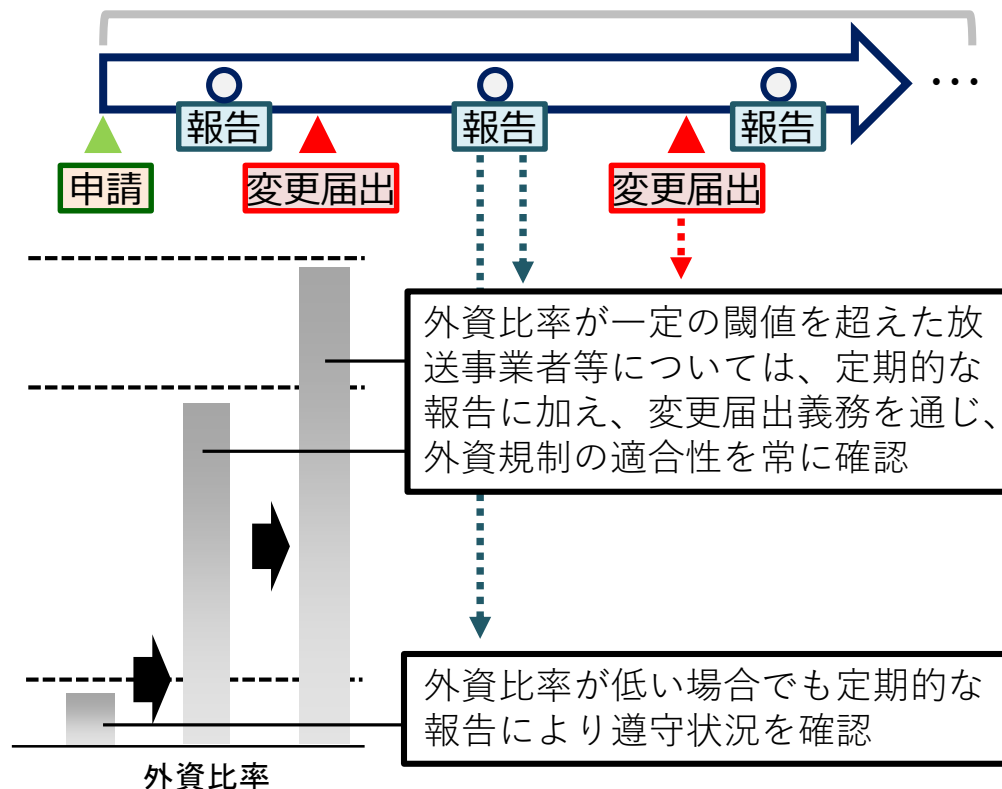 …
報告
報告
報告
申請
変更届出
変更届出
外資比率が一定の閾値を超えた放
送事業者等については、定期的な
報告に加え、変更届出義務を通じ、
外資規制の適合性を常に確認
外資比率が低い場合でも定期的な
報告により遵守状況を確認
外資比率